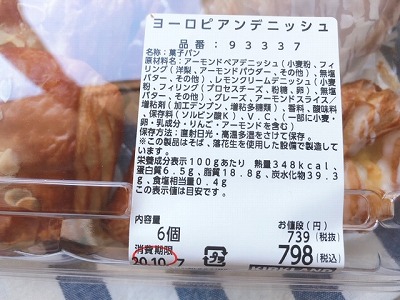 ヨーロピアンデニッシュ
品番：93337
名称：菓子パン
原材料名：アーモンドペアデニッシュ(小麦粉、フィ
リング(洋梨、アーモンドパウダー、その他)、無塩
バター、その他)、レモンクリームデニッシュ(小麦
粉、フィリング(プロセスチーズ、粉糖、卵)、無塩
バター、その他)、グレーズ、アーモンドスライス/
増粘剤(加工デンプン、増粘多糖類)、香料、酸味料
、保存料(ソルビン酸K)、V.C、(一部に小麦・
卵・乳成分・りんご・アーモンドを含む)
保存方法：直射日光・高温多湿をさけて保存。
※この製品はそば、落花生を使用した設備で製造して
います。
栄養成分表示100gあたり 熱量348kcal、
蛋白質6.5g、脂質18.8g、炭水化物39.3
g、食塩相当量0.4g
この表示値は目安です。
内容量 お値段(円)
6個 739(税抜)
消費期限 798(税込)
20.10. 7
KIRKLAND